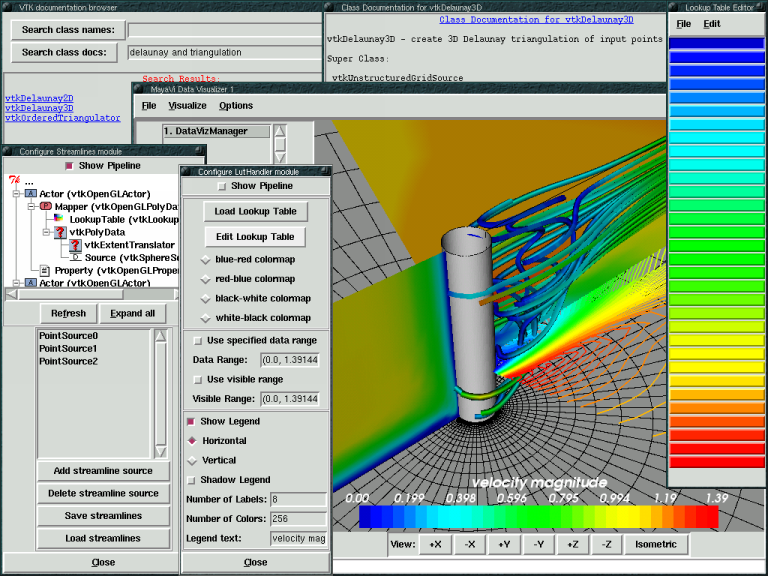 VTK documentation browser
Search class names:
Search class docs:
delaunay and triangulation
Search Results:
vtkDelaunay2D
vtkDelaunay3D
vtkOrderedTriangulator
Class Documentation for vtkDelaunay3D
Class Documentation for vtkDelaunay3D
vtkDelaunay3D - create 3D Delaunay triangulation of input points
Super Class:
vtkUnstructuredGridSource
Lookup Table Editor
File Edit
MayaVi Data Visualizer 1
File Visualize Options
1. DataVizManager
Configure Streamlines module
Show Pipeline
...
Actor (vtkOpenGLActor)
Mapper (vtkOpenGLPolyDa
LookupTable (vtkLookup
vtkPolyData
vtkExtentTranslator
Source (vtkSphereSo
Property (vtkOpenGLProper
Actor (vtkOpenGLActor)
Refresh Expand all
PointSource0
PointSource1
PointSource2
Add streamline source
Delete streamline source
Save streamlines
Load streamlines
Close
Configure LutHandler module
Show Pipeline
Load Lookup Table
Edit Lookup Table
blue-red colormap
red-blue colormap
black-white colormap
white-black colormap
Use specified data range
Data Range: (0.0, 1.39144
Use visible range
Visible Range: (0.0, 1.39144
Show Legend
Horizontal
Vertical
Shadow Legend
Number of Labels: 8
Number of Colors: 256
Legend text: velocity mag
Close
velocity magnitude
0.00 0.199 0.398 0.596 0.795 0.994 1.19 1.39
View: +X -X +Y -Y +Z -Z Isometric